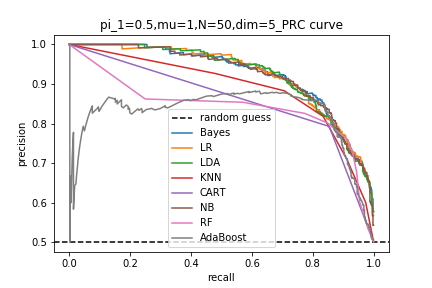 pi_1=0.5,mu=1,N=50,dim=5_PRC curve
precision
1.0
0.9
0.8
0.7
0.6
0.5
random guess
Bayes
LR
LDA
KNN
CART
NB
RF
AdaBoost
0.0 0.2 0.4 0.6 0.8 1.0
recall